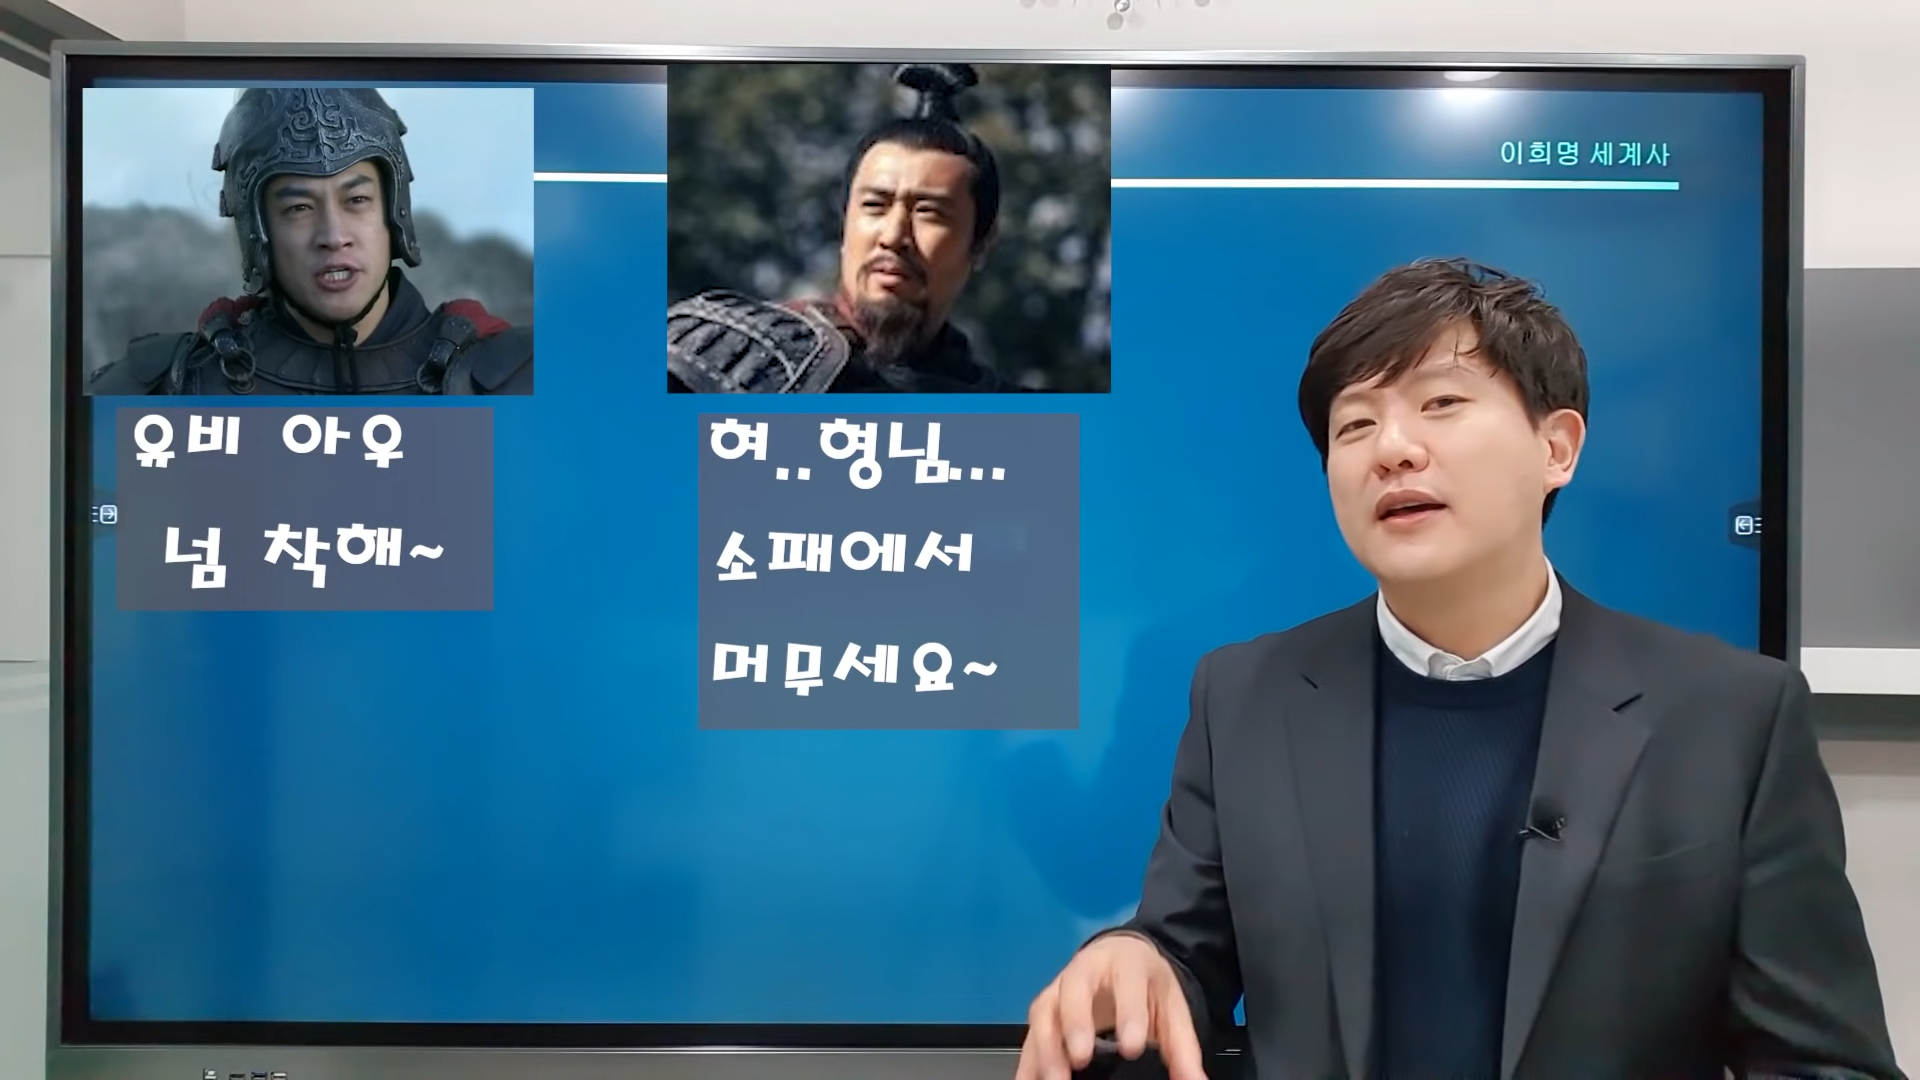 이희명 세계사
유비 아우
넘 착해~
혀..형님...
소패에서
머무세요~